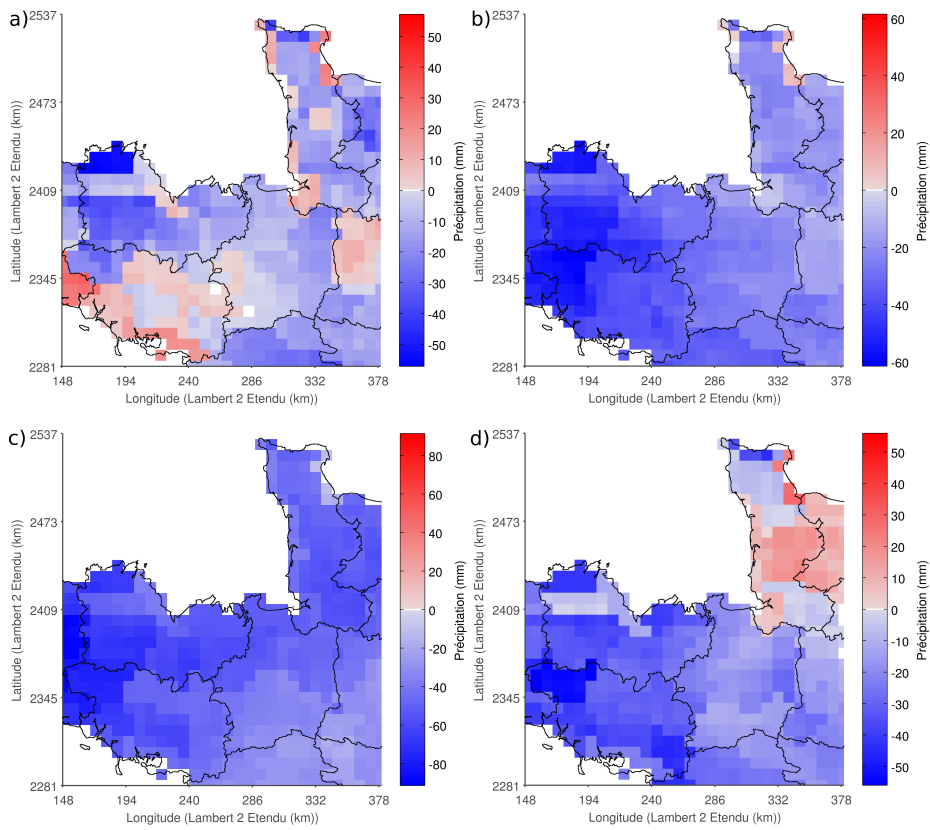 a)
2537
2473
2409
2345
2281
148 194 240 286 332 378
Latitude (Lambert 2 Etendu (km))
Longitude (Lambert 2 Etendu (km))
50
40
30
20
10
0
-10
-20
-30
-40
-50
Précipitation (mm)
b)
2537
2473
2409
2345
2281
148 194 240 286 332 378
Latitude (Lambert 2 Etendu (km))
Longitude (Lambert 2 Etendu (km))
60
40
20
0
-20
-40
-60
Précipitation (mm)
c)
2537
2473
2409
2345
2281
148 194 240 286 332 378
Latitude (Lambert 2 Etendu (km))
Longitude (Lambert 2 Etendu (km))
80
60
40
20
0
-20
-40
-60
-80
Précipitation (mm)
d)
2537
2473
2409
2345
2281
148 194 240 286 332 378
Latitude (Lambert 2 Etendu (km))
Longitude (Lambert 2 Etendu (km))
50
40
30
20
10
0
-10
-20
-30
-40
-50
Précipitation (mm)